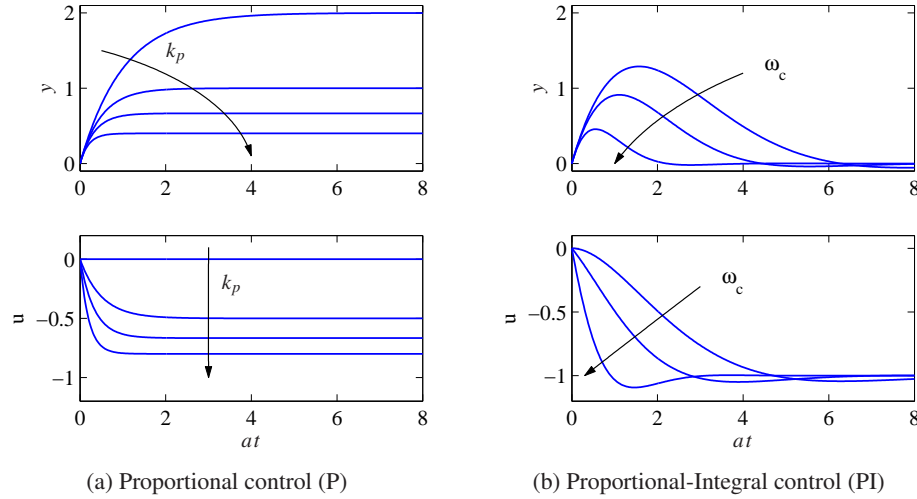 2
1
0
y
k_p
0 2 4 6 8
2
1
0
y
ω_c
0 2 4 6 8
0
−0.5
−1
u
k_p
0 2 4 6 8
at
0
−0.5
−1
u
ω_c
0 2 4 6 8
at
(a) Proportional control (P)
(b) Proportional-Integral control (PI)